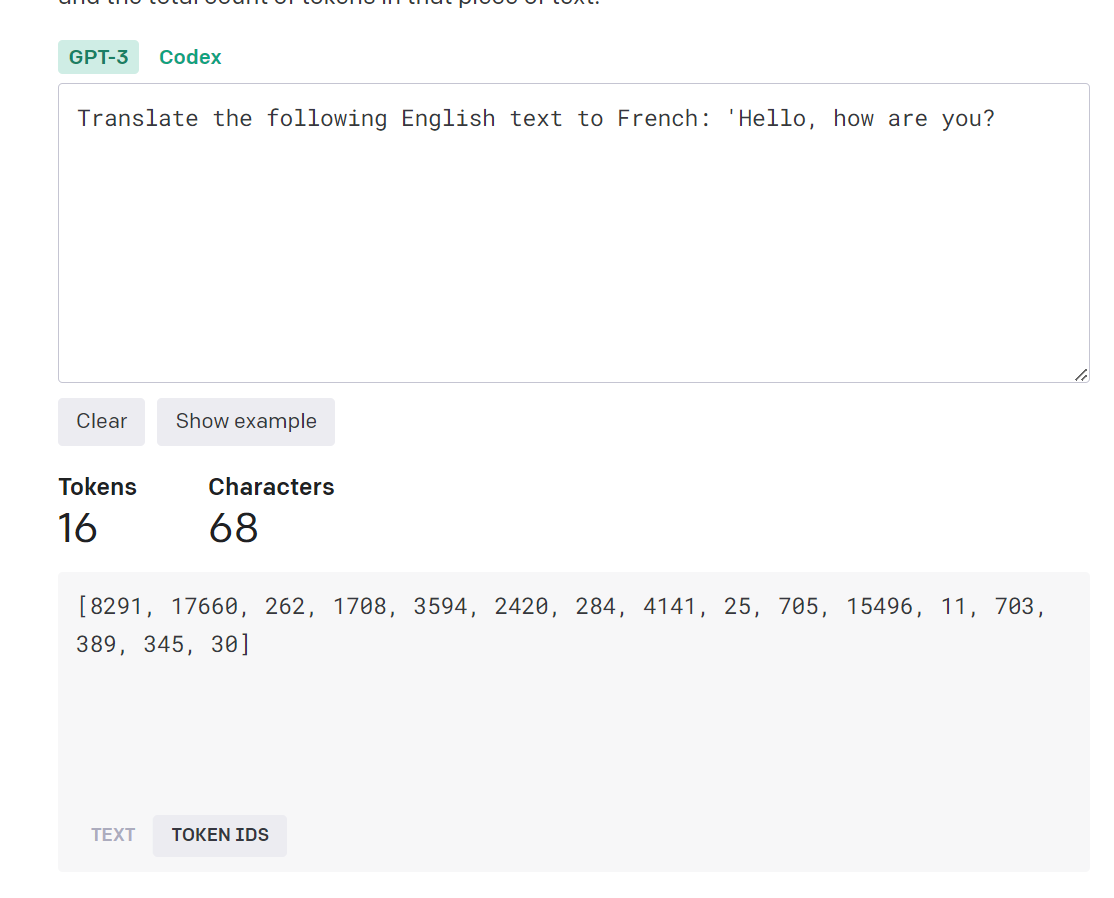 and the total count of tokens in that piece of text.
GPT-3 Codex
Translate the following English text to French: 'Hello, how are you?
Clear Show example
Tokens Characters
16 68
[8291, 17660, 262, 1708, 3594, 2420, 284, 4141, 25, 705, 15496, 11, 703,
389, 345, 30]
TEXT TOKEN IDS